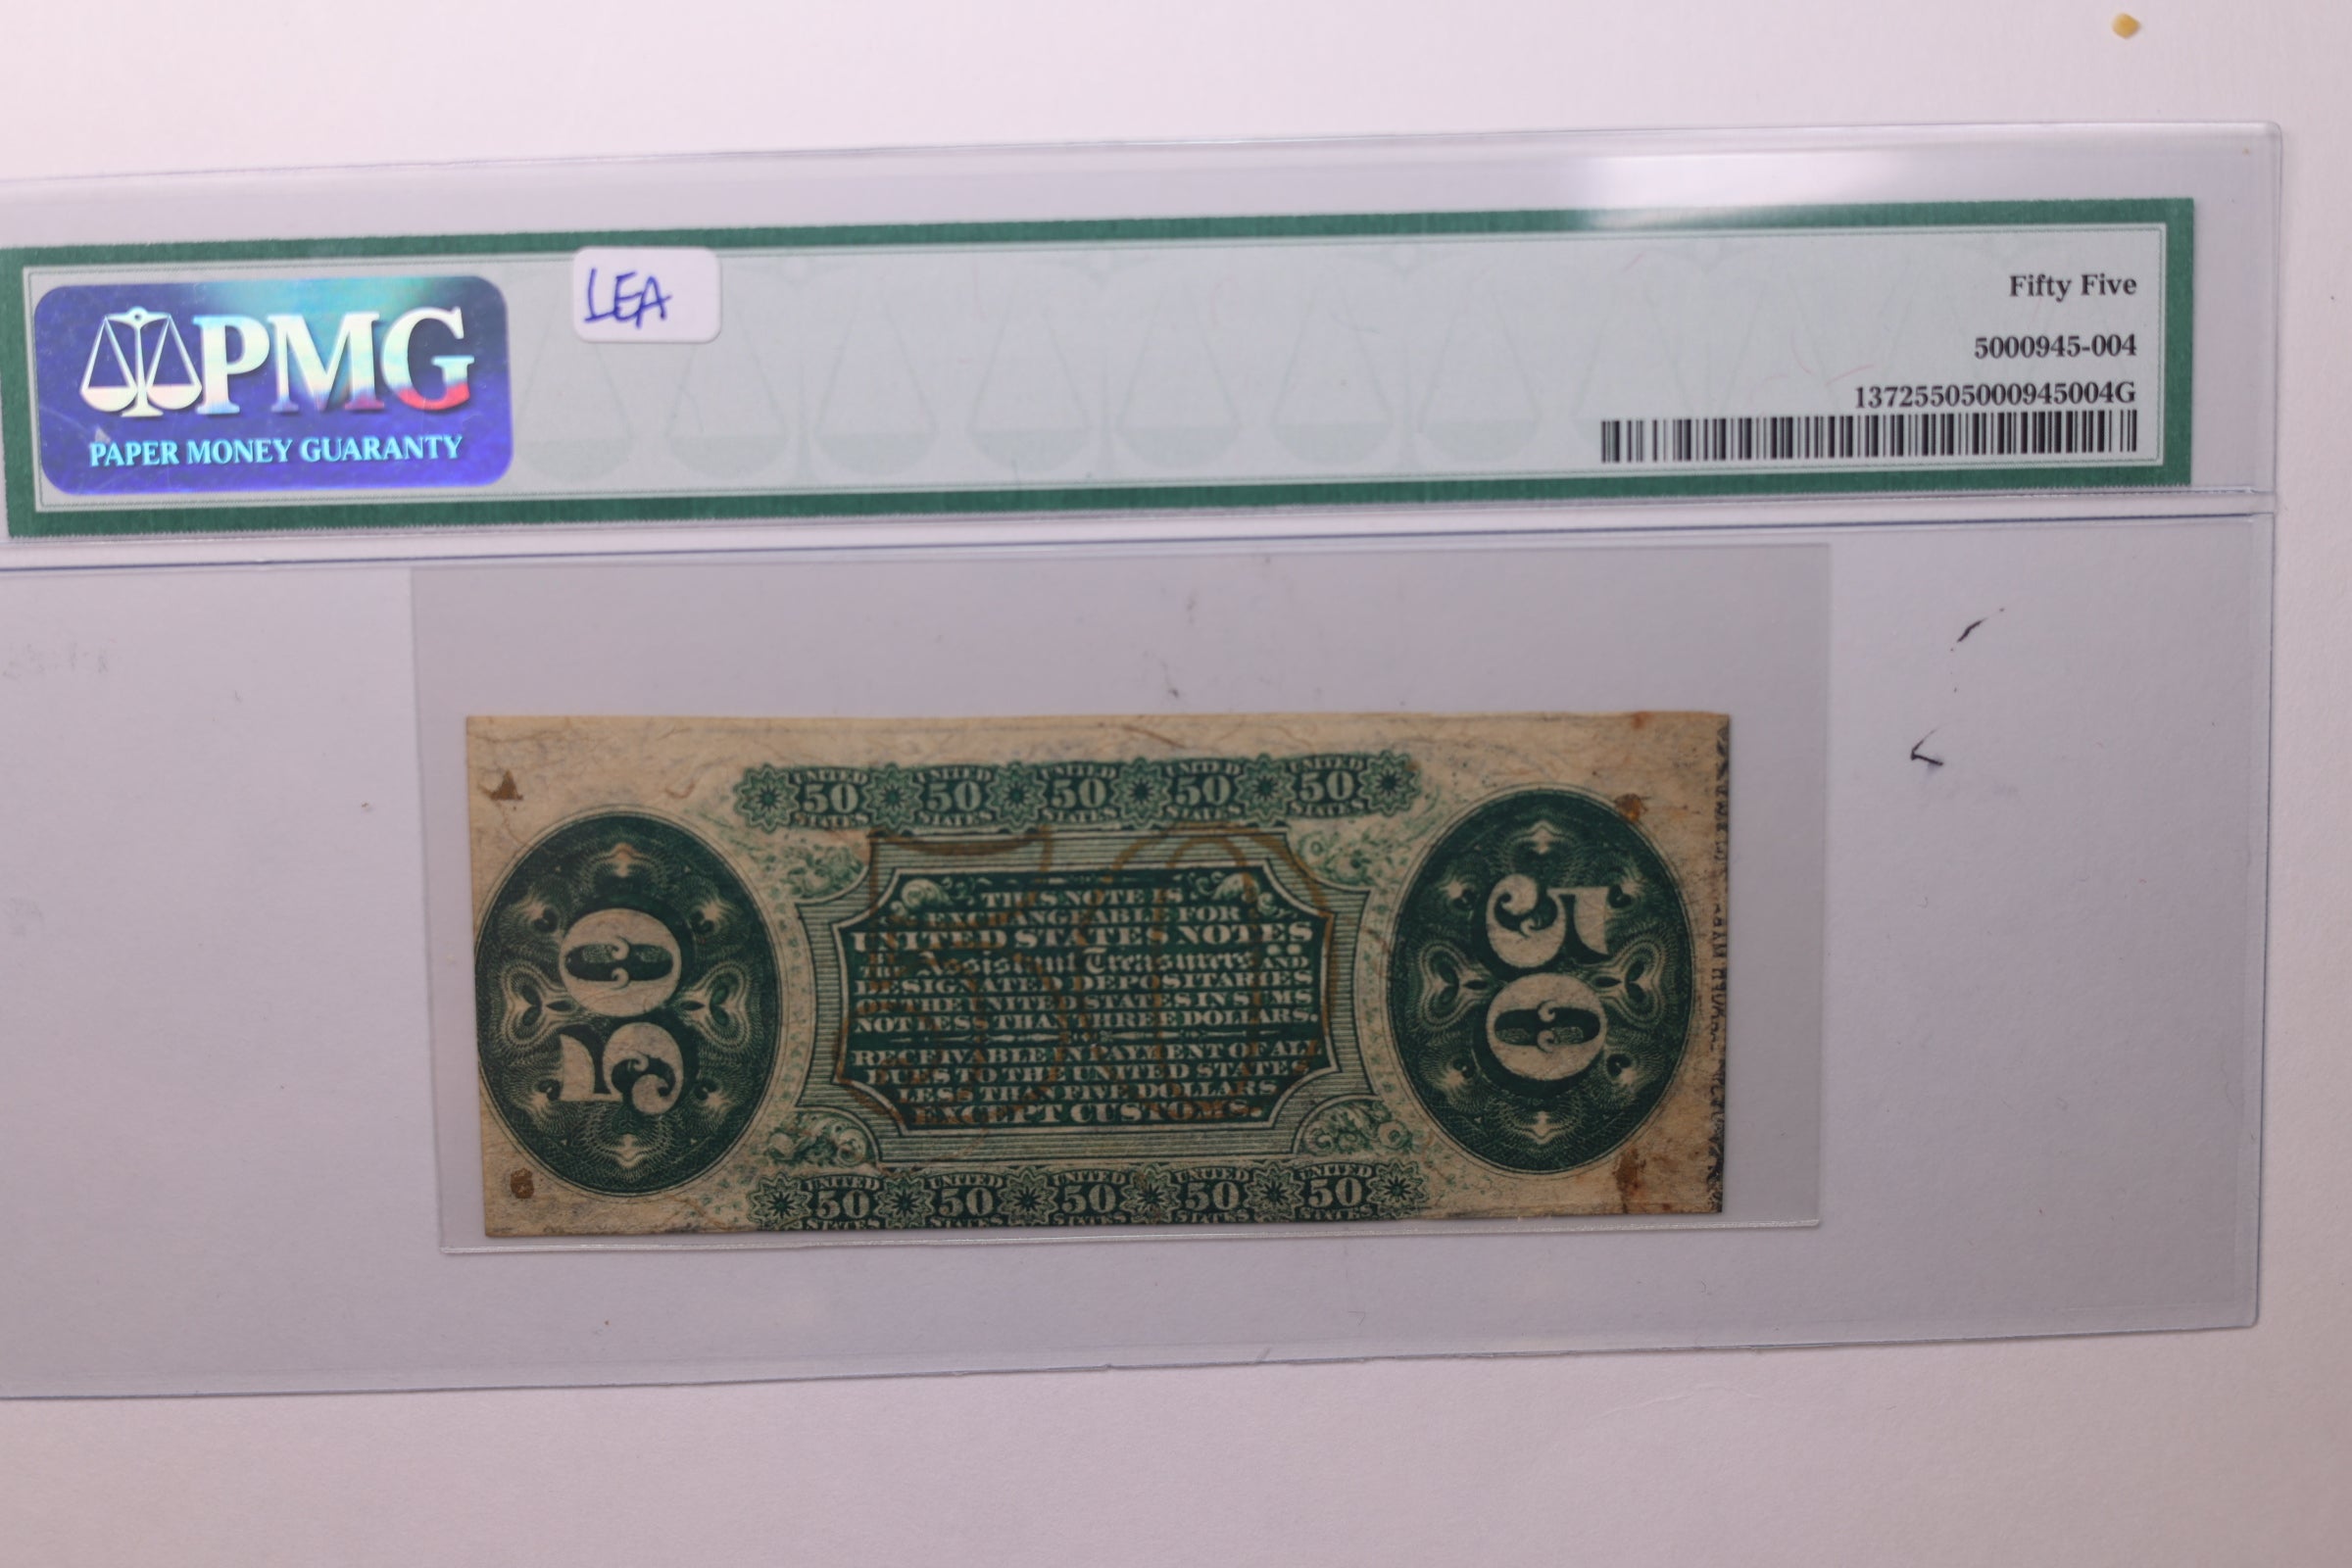 PMG
PAPER MONEY GUARANTY
LEA
Fifty Five
5000945-004
13725505000945004G
UNITED UNITED UNITED UNITED UNITED
50 50 50 50 50
STATES STATES STATES STATES STATES
50
THIS NOTE IS
EXCHANGEABLE FOR
UNITED STATES NOTES
BY THE Assistant Treasurers AND
DESIGNATED DEPOSITARIES
OF THE UNITED STATES IN SUMS
NOT LESS THAN THREE DOLLARS.
RECEIVABLE IN PAYMENT OF ALL
DUES TO THE UNITED STATES
LESS THAN FIVE DOLLARS
EXCEPT CUSTOMS.
50
UNITED UNITED UNITED UNITED UNITED
50 50 50 50 50
STATES STATES STATES STATES STATES